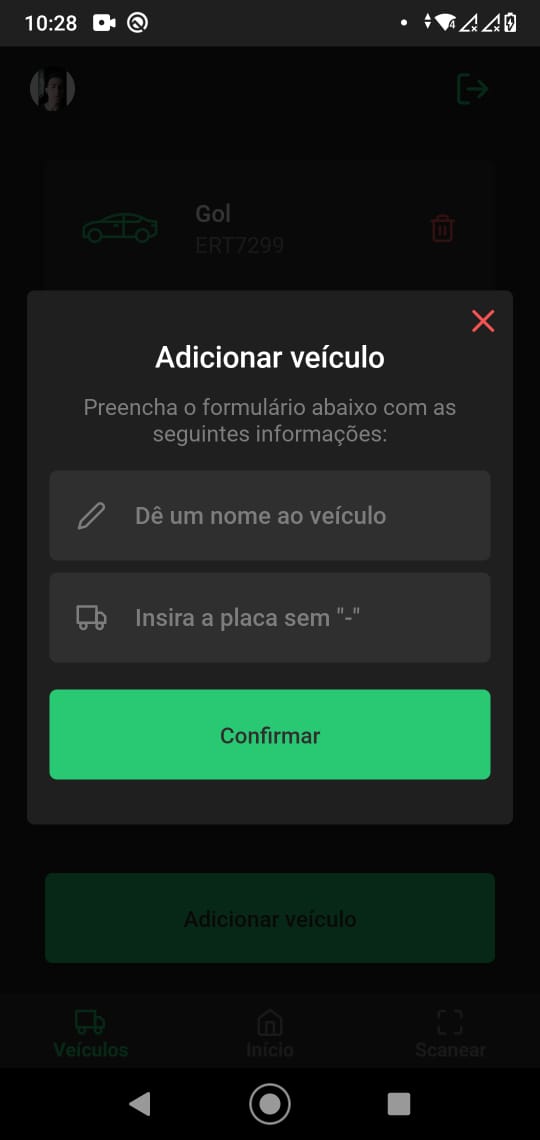 10:28
Gol
ERT7299
Adicionar veículo
Preencha o formulário abaixo com as
seguintes informações:
Dê um nome ao veículo
Insira a placa sem "-"
Confirmar
Adicionar veículo
Veículos Início Scanear